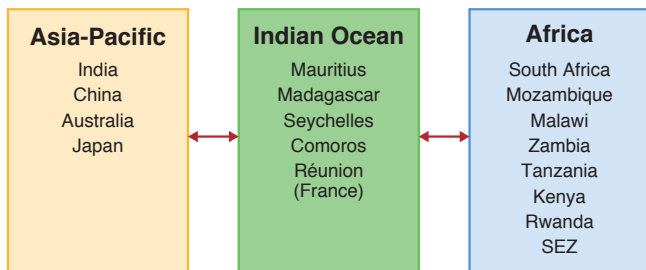 Asia-Pacific
India
China
Australia
Japan
Indian Ocean
Mauritius
Madagascar
Seychelles
Comoros
Réunion
(France)
Africa
South Africa
Mozambique
Malawi
Zambia
Tanzania
Kenya
Rwanda
SEZ